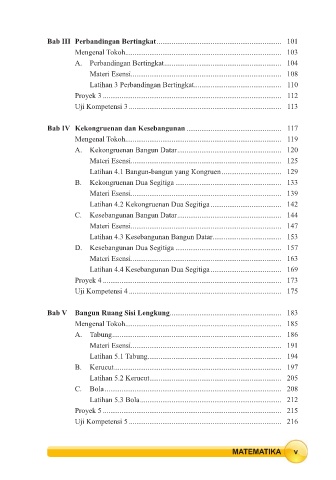 Bab III Perbandingan Bertingkat 101
Mengenal Tokoh 103
A. Perbandingan Bertingkat 104
Materi Esensi 108
Latihan 3 Perbandingan Bertingkat 110
Proyek 3 112
Uji Kompetensi 3 113
Bab IV Kekongruenan dan Kesebangunan 117
Mengenal Tokoh 119
A. Kekongruenan Bangun Datar 120
Materi Esensi 125
Latihan 4.1 Bangun-bangun yang Kongruen 129
B. Kekongruenan Dua Segitiga 133
Materi Esensi 139
Latihan 4.2 Kekongruenan Dua Segitiga 142
C. Kesebangunan Bangun Datar 144
Materi Esensi 147
Latihan 4.3 Kesebangunan Bangun Datar 153
D. Kesebangunan Dua Segitiga 157
Materi Esensi 163
Latihan 4.4 Kesebangunan Dua Segitiga 169
Proyek 4 173
Uji Kompetensi 4 175
Bab V Bangun Ruang Sisi Lengkung 183
Mengenal Tokoh 185
A. Tabung 186
Materi Esensi 191
Latihan 5.1 Tabung 194
B. Kerucut 197
Latihan 5.2 Kerucut 205
C. Bola 208
Latihan 5.3 Bola 212
Proyek 5 215
Uji Kompetensi 5 216
MATEMATIKA v